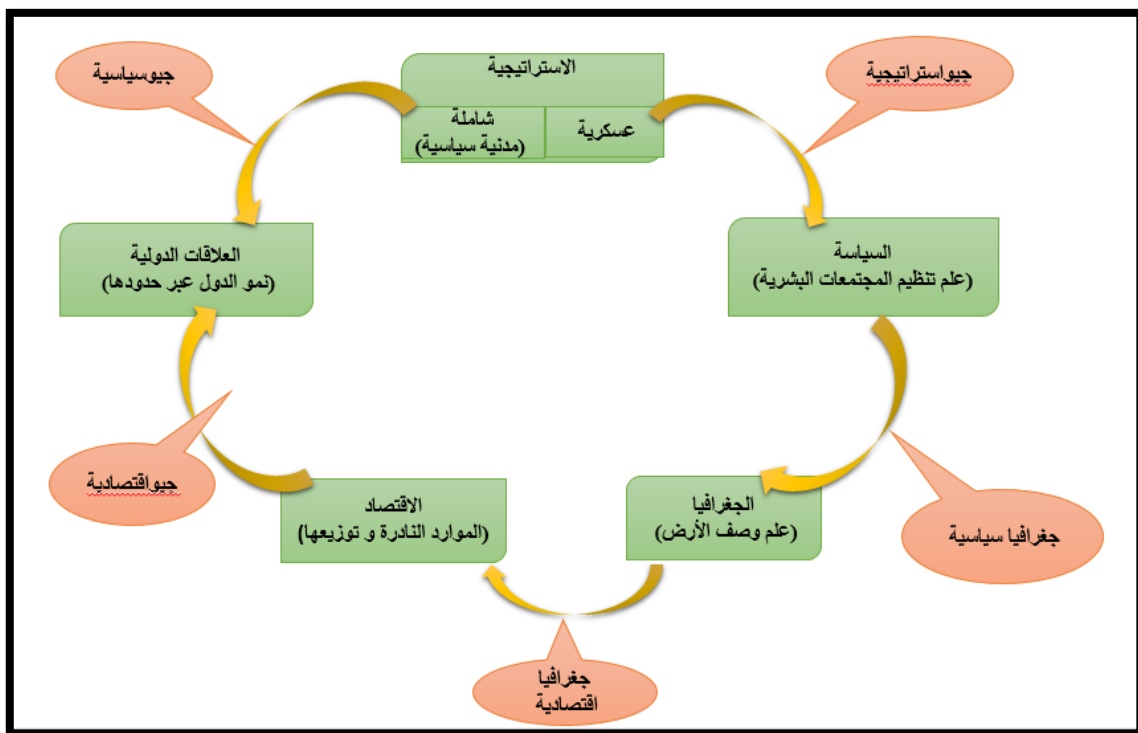 الاستراتيجية
عسكرية
شاملة
(مدنية سياسية)
جيواستراتيجية
جيوسياسية
السياسة
(علم تنظيم المجتمعات البشرية)
العلاقات الدولية
(نمو الدول عبر حدودها)
جغرافيا سياسية
الجغرافيا
(علم وصف الأرض)
الاقتصاد
(الموارد النادرة و توزيعها)
جيواقتصادية
جغرافيا
اقتصادية